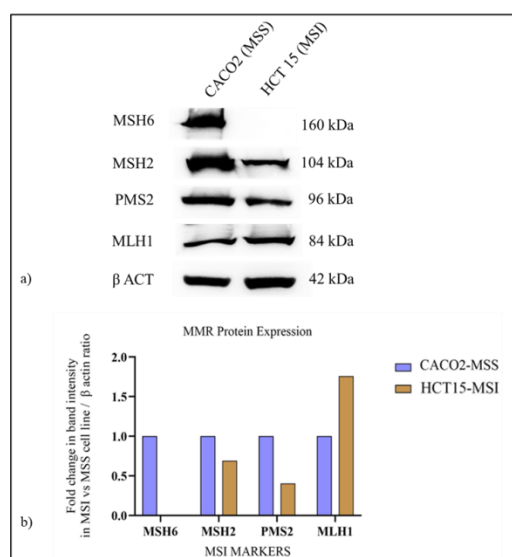 CACO2 (MSS)
HCT 15 (MSI)
MSH6
160 kDa
MSH2
104 kDa
PMS2
96 kDa
MLH1
84 kDa
β ACT
42 kDa
a)
MMR Protein Expression
CACO2-MSS
HCT15-MSI
Fold change in band intensity
in MSI vs MSS cell line / β actin ratio
2.0
1.5
1.0
0.5
0.0
MSH6 MSH2 PMS2 MLH1
MSI MARKERS
b)